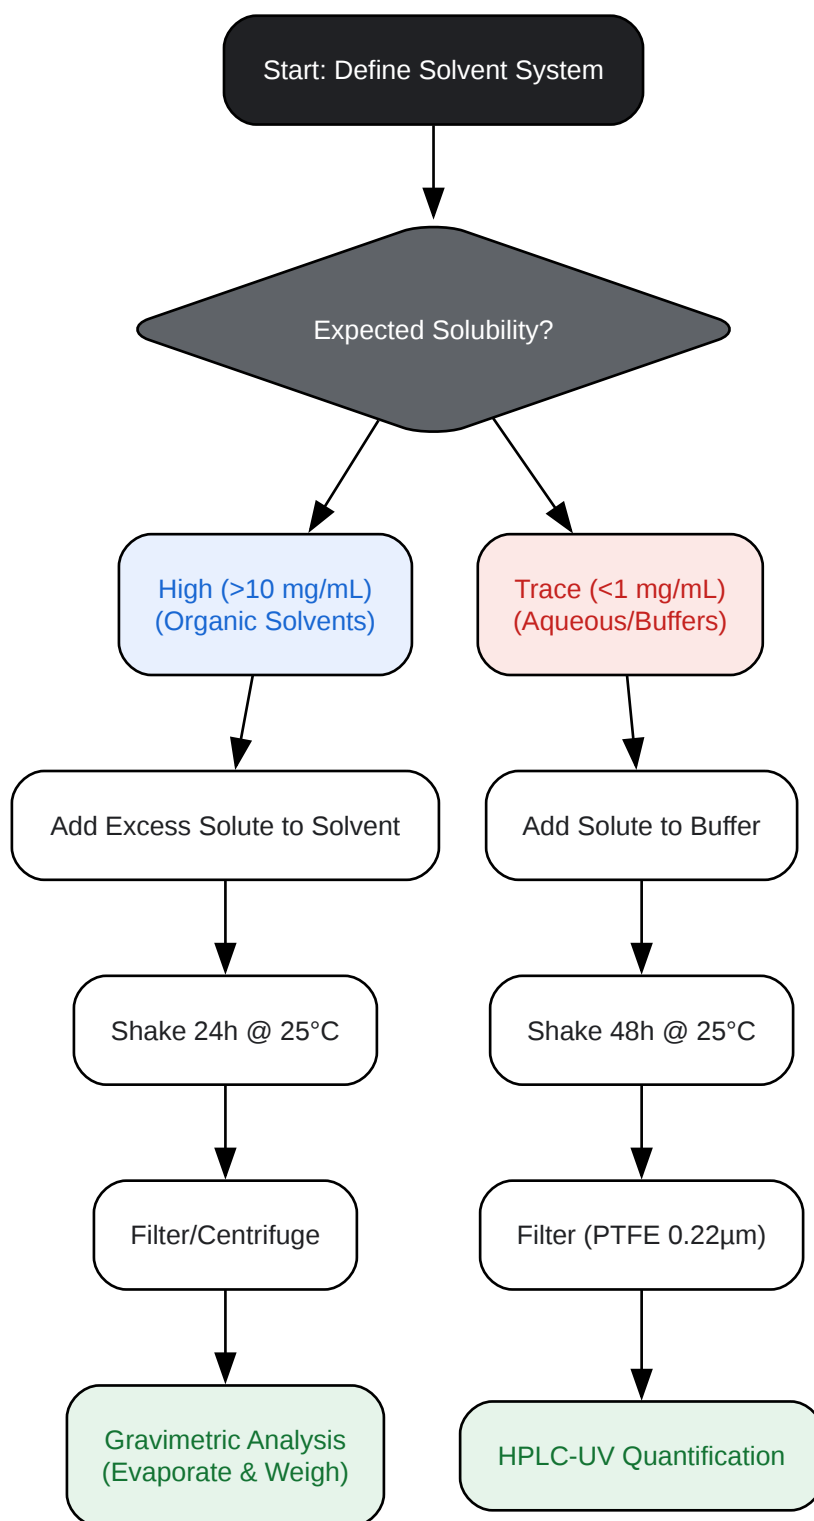 Start: Define Solvent System
Expected Solubility?
High (>10 mg/mL)
(Organic Solvents)
Trace (<1 mg/mL)
(Aqueous/Buffers)
Add Excess Solute to Solvent
Add Solute to Buffer
Shake 24h @ 25°C
Shake 48h @ 25°C
Filter/Centrifuge
Filter (PTFE 0.22µm)
Gravimetric Analysis
(Evaporate & Weigh)
HPLC-UV Quantification